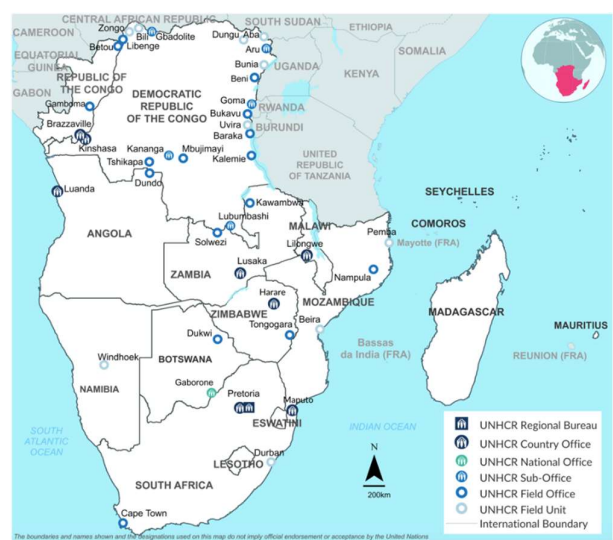 CENTRAL AFRICAN REPUBLIC
SOUTH SUDAN
ETHIOPIA
CAMEROON
Zongo
Bili
Gbadolite
Dungu
Aba
Betou
Libenge
Aru
SOMALIA
EQUATORIAL
GUINEA
Bunia
UGANDA
REPUBLIC OF
THE CONGO
Beni
KENYA
GABON
DEMOCRATIC
REPUBLIC
OF THE CONGO
Gamboma
Goma
RWANDA
Bukavu
Brazzaville
Uvira
BURUNDI
Baraka
Kinshasa
Kananga
Mbujimayi
Tshikapa
Kalemie
UNITED
REPUBLIC
OF TANZANIA
Dundo
Luanda
SEYCHELLES
Kawambwa
Lubumbashi
MALAWI
COMOROS
ANGOLA
Solwezi
Lilongwe
Pemba
Mayotte (FRA)
Lusaka
ZAMBIA
Nampula
Harare
MOZAMBIQUE
ZIMBABWE
MADAGASCAR
Beira
Tongogara
MAURITIUS
Dukwi
Bassas
da India (FRA)
REUNION (FRA)
BOTSWANA
Windhoek
NAMIBIA
Gaborone
Pretoria
Maputo
ESWATINI
SOUTH
ATLANTIC
OCEAN
INDIAN OCEAN
Durban
LESOTHO
SOUTH AFRICA
Cape Town
N
200km
UNHCR Regional Bureau
UNHCR Country Office
UNHCR National Office
UNHCR Sub-Office
UNHCR Field Office
UNHCR Field Unit
International Boundary
The boundaries and names shown and the designations used on this map do not imply official endorsement or acceptance by the United Nations